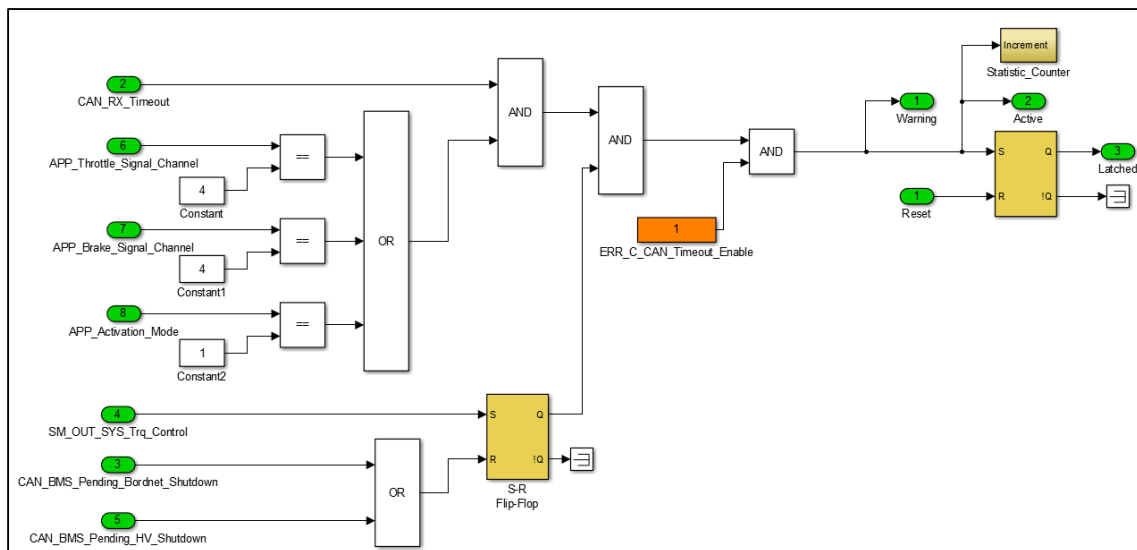 Increment
Statistic_Counter
2
CAN_RX_Timeout
AND
1
Warning
2
Active
6
APP_Throttle_Signal_Channel
==
4
Constant
AND
AND
S
Q
3
Latched
R
!Q
1
Reset
7
APP_Brake_Signal_Channel
==
4
Constant1
OR
1
ERR_C_CAN_Timeout_Enable
8
APP_Activation_Mode
==
1
Constant2
4
SM_OUT_SYS_Trq_Control
S
Q
R
!Q
S-R
Flip-Flop
3
CAN_BMS_Pending_Bordnet_Shutdown
OR
5
CAN_BMS_Pending_HV_Shutdown